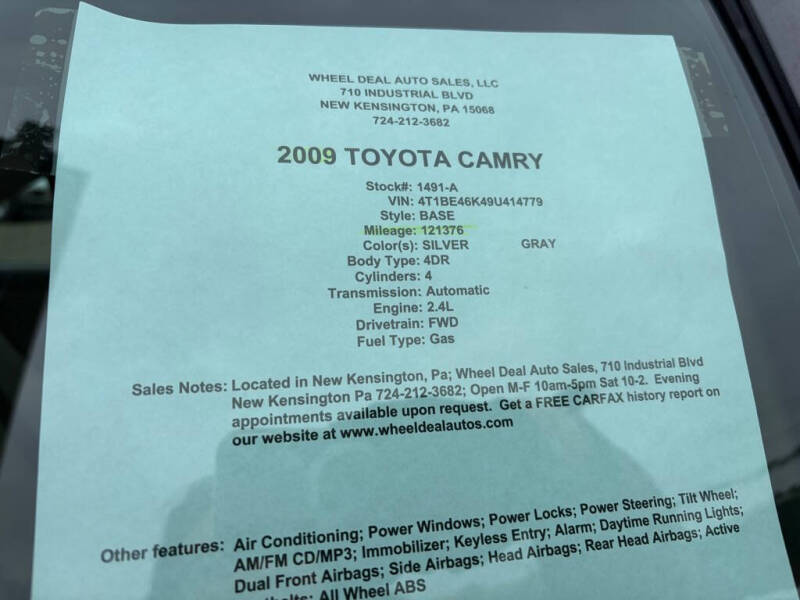 WHEEL DEAL AUTO SALES, LLC
710 INDUSTRIAL BLVD
NEW KENSINGTON, PA 15068
724-212-3682
2009 TOYOTA CAMRY
Stock#: 1491-A
VIN: 4T1BE46K49U414779
Style: BASE
Mileage: 121376
Color(s): SILVER GRAY
Body Type: 4DR
Cylinders: 4
Transmission: Automatic
Engine: 2.4L
Drivetrain: FWD
Fuel Type: Gas
Sales Notes: Located in New Kensington, Pa; Wheel Deal Auto Sales, 710 Industrial Blvd
New Kensington Pa 724-212-3682; Open M-F 10am-5pm Sat 10-2. Evening
appointments available upon request. Get a FREE CARFAX history report on
our website at www.wheeldealautos.com
Other features: Air Conditioning; Power Windows; Power Locks; Power Steering; Tilt Wheel;
AM/FM CD/MP3; Immobilizer; Keyless Entry; Alarm; Daytime Running Lights;
Dual Front Airbags; Side Airbags; Head Airbags; Rear Head Airbags; Active
All Wheel ABS